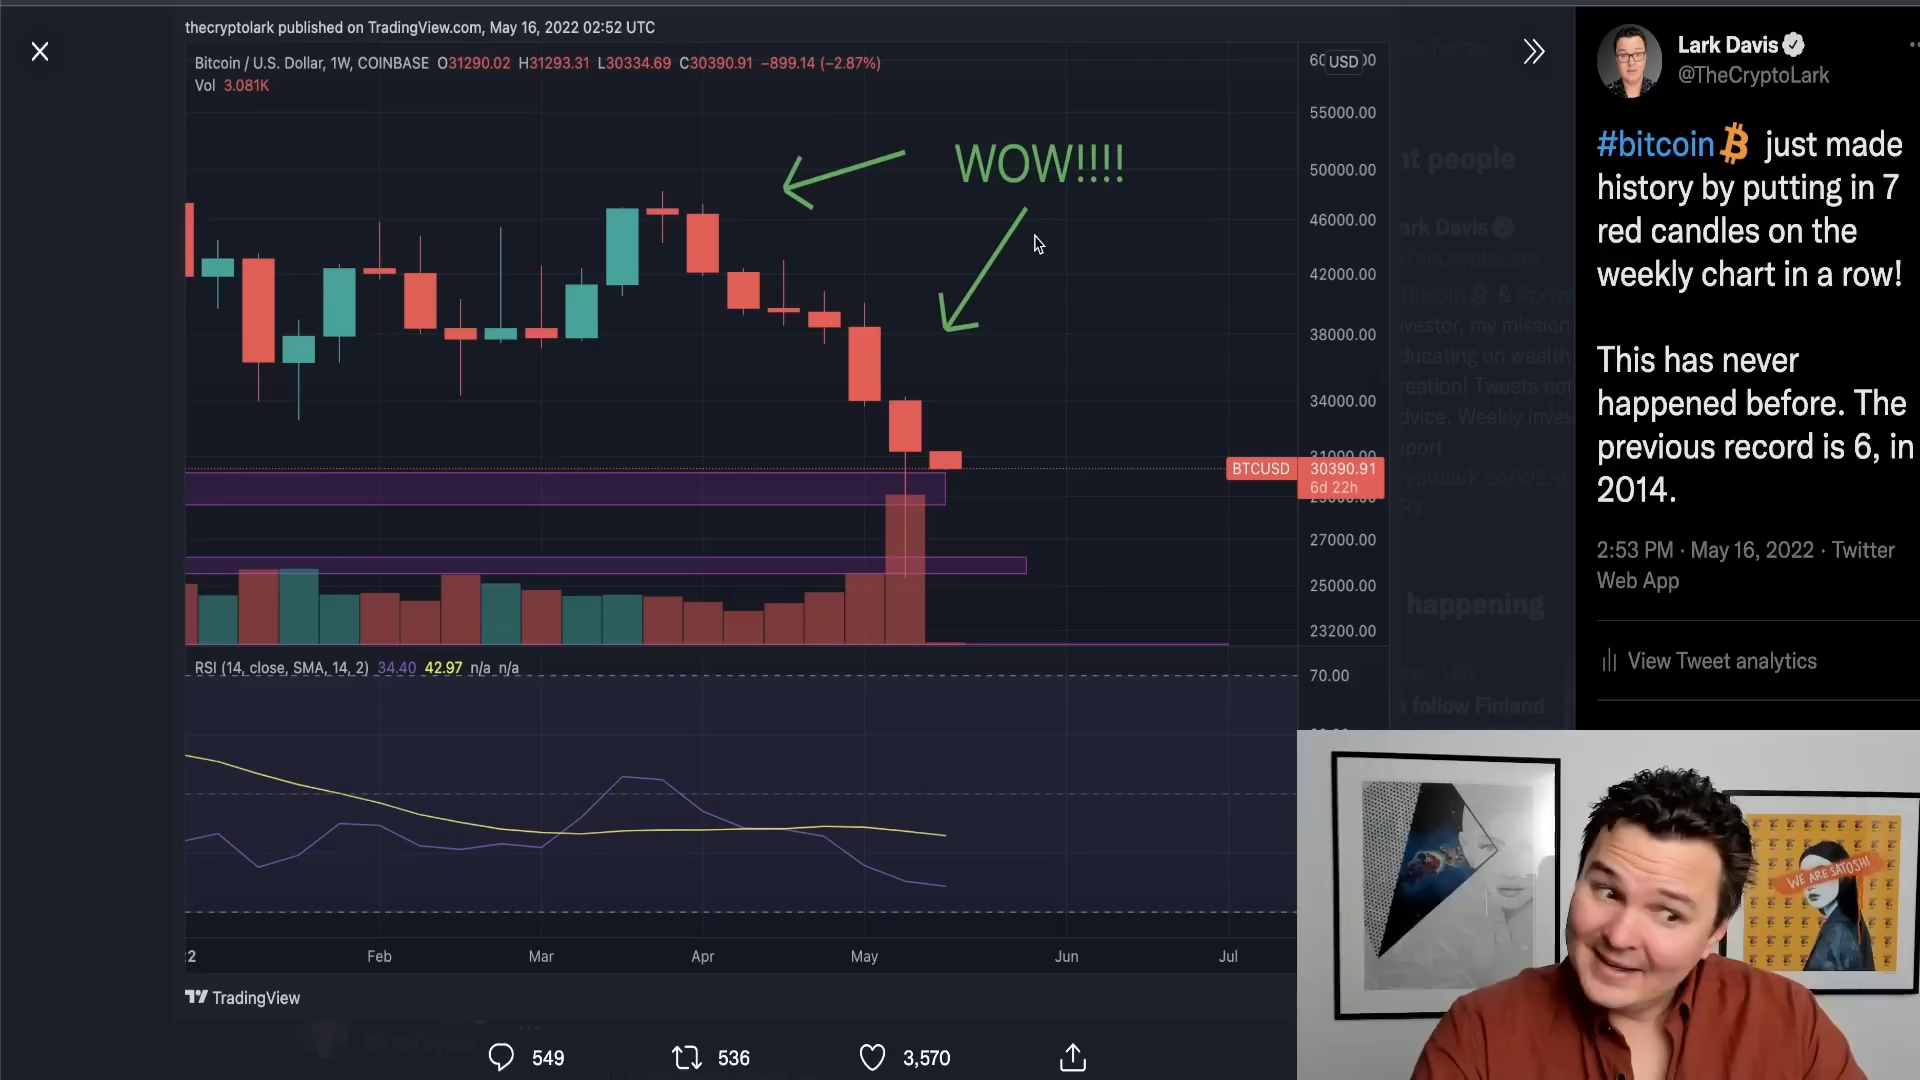 thecryptolark published on TradingView.com, May 16, 2022 02:52 UTC
Bitcoin / U.S. Dollar, 1W, COINBASE O31290.02 H31293.31 L30334.69 C30390.91 −899.14 (−2.87%)
Vol 3.081K
USD
55000.00
50000.00
46000.00
42000.00
38000.00
34000.00
31000.00
BTCUSD 30390.91
6d 22h
27000.00
25000.00
23200.00
WOW!!!!
RSI (14, close, SMA, 14, 2) 34.40 42.97 n/a n/a
70.00
Feb Mar Apr May Jun Jul
TradingView
549 536 3,570
Lark Davis
@TheCryptoLark
#bitcoin just made
history by putting in 7
red candles on the
weekly chart in a row!
This has never
happened before. The
previous record is 6, in
2014.
2:53 PM · May 16, 2022 · Twitter
Web App
View Tweet analytics
happening
follow Finland
WE ARE SATOSHI